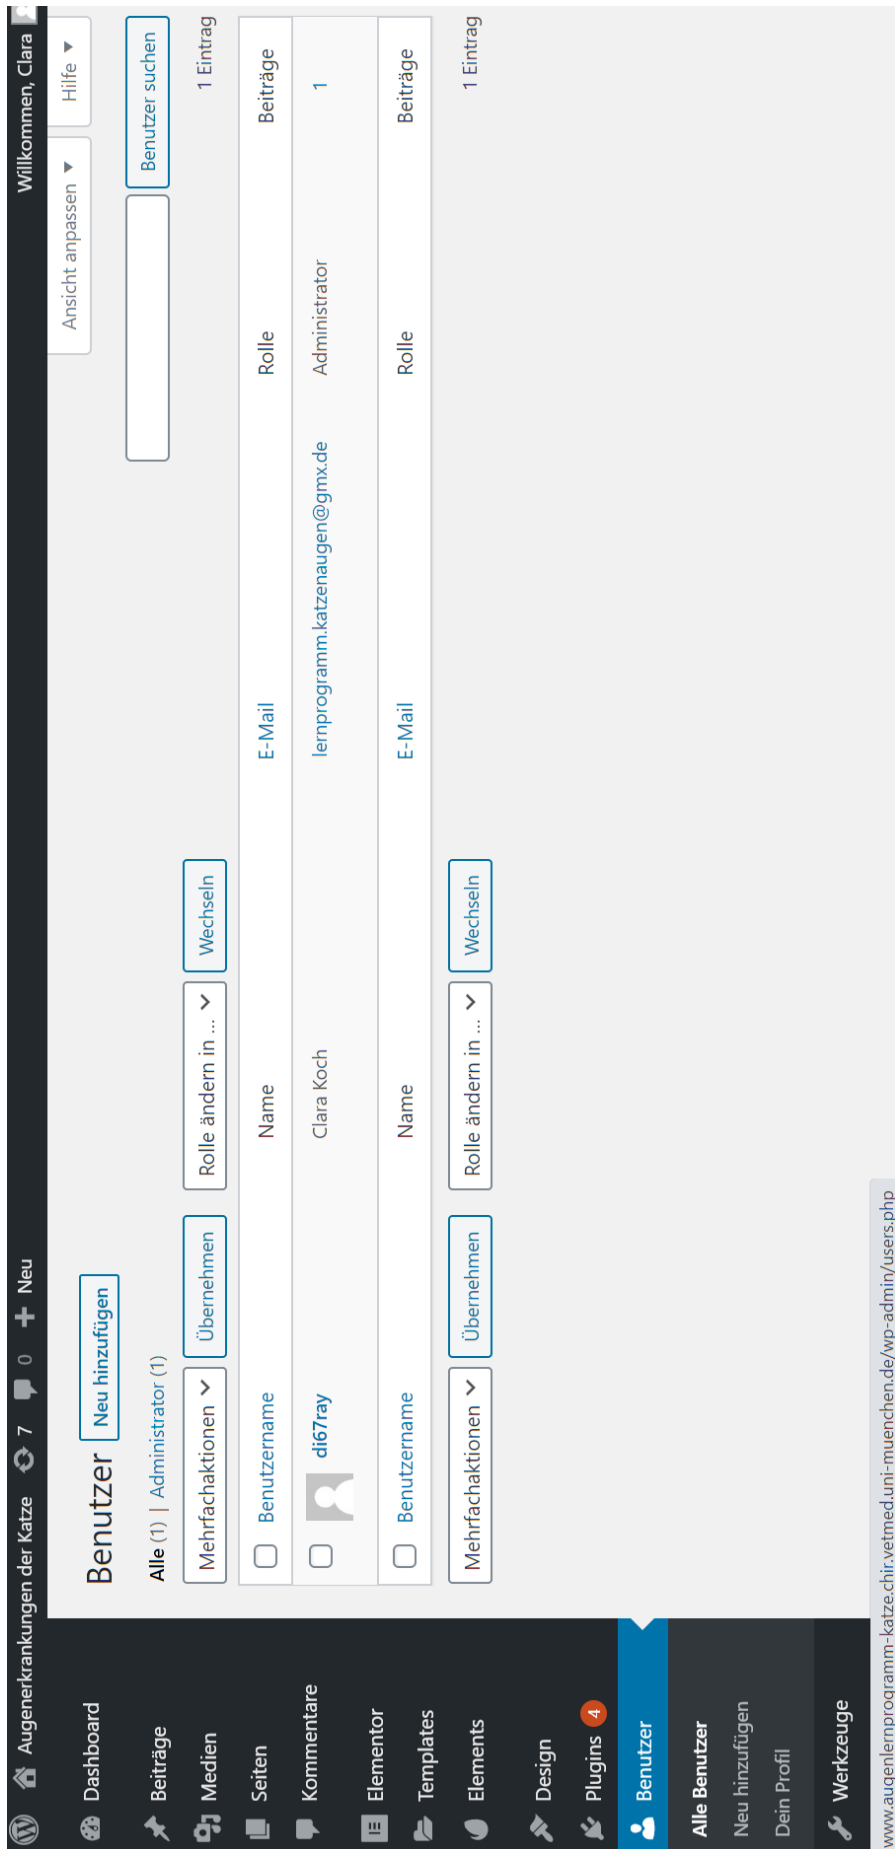 Augenerkrankungen der Katze 7 0 + Neu Willkommen, Clara
Dashboard
Beiträge
Medien
Seiten
Kommentare
Elementor
Templates
Elements
Design
Plugins 4
Benutzer
Alle Benutzer
Neu hinzufügen
Dein Profil
Werkzeuge
Ansicht anpassen Hilfe
Benutzer Neu hinzufügen
Alle (1) | Administrator (1) Benutzer suchen
Mehrfachaktionen Übernehmen Rolle ändern in ... Wechseln 1 Eintrag
Benutzername Name E-Mail Rolle Beiträge
di67ray Clara Koch lernprogramm.katzenaugen@gmx.de Administrator 1
Benutzername Name E-Mail Rolle Beiträge
Mehrfachaktionen Übernehmen Rolle ändern in ... Wechseln 1 Eintrag
www.augenlernprogramm-katze.chir.vetmed.uni-muenchen.de/wp-admin/users.php